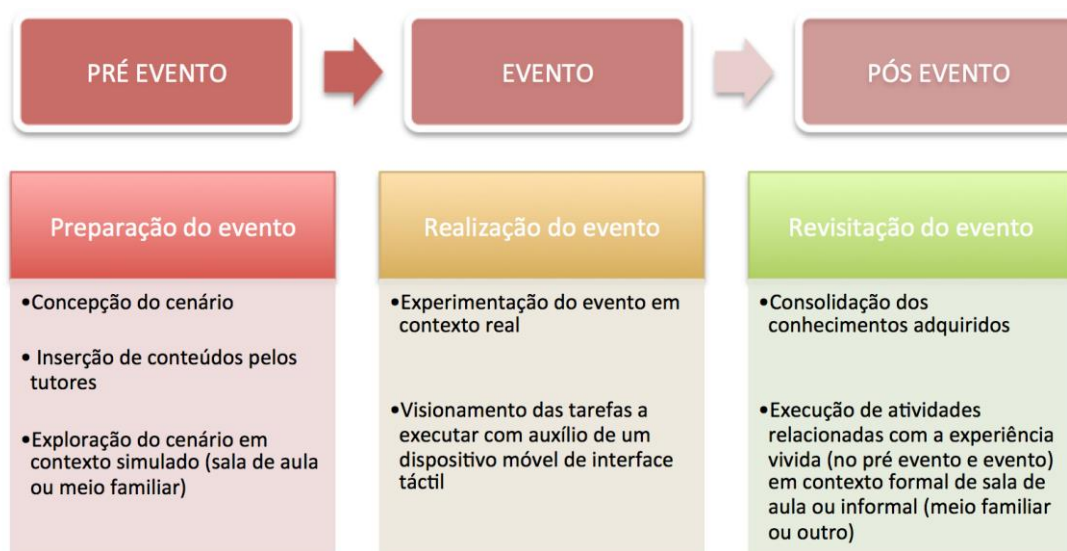 PRÉ EVENTO
EVENTO
PÓS EVENTO
Preparação do evento
•Concepção do cenário
• Inserção de conteúdos pelos
tutores
•Exploração do cenário em
contexto simulado (sala de aula
ou meio familiar)
Realização do evento
•Experimentação do evento em
contexto real
•Visionamento das tarefas a
executar com auxílio de um
dispositivo móvel de interface
táctil
Revisitação do evento
•Consolidação dos
conhecimentos adquiridos
•Execução de atividades
relacionadas com a experiência
vivida (no pré evento e evento)
em contexto formal de sala de
aula ou informal (meio familiar
ou outro)